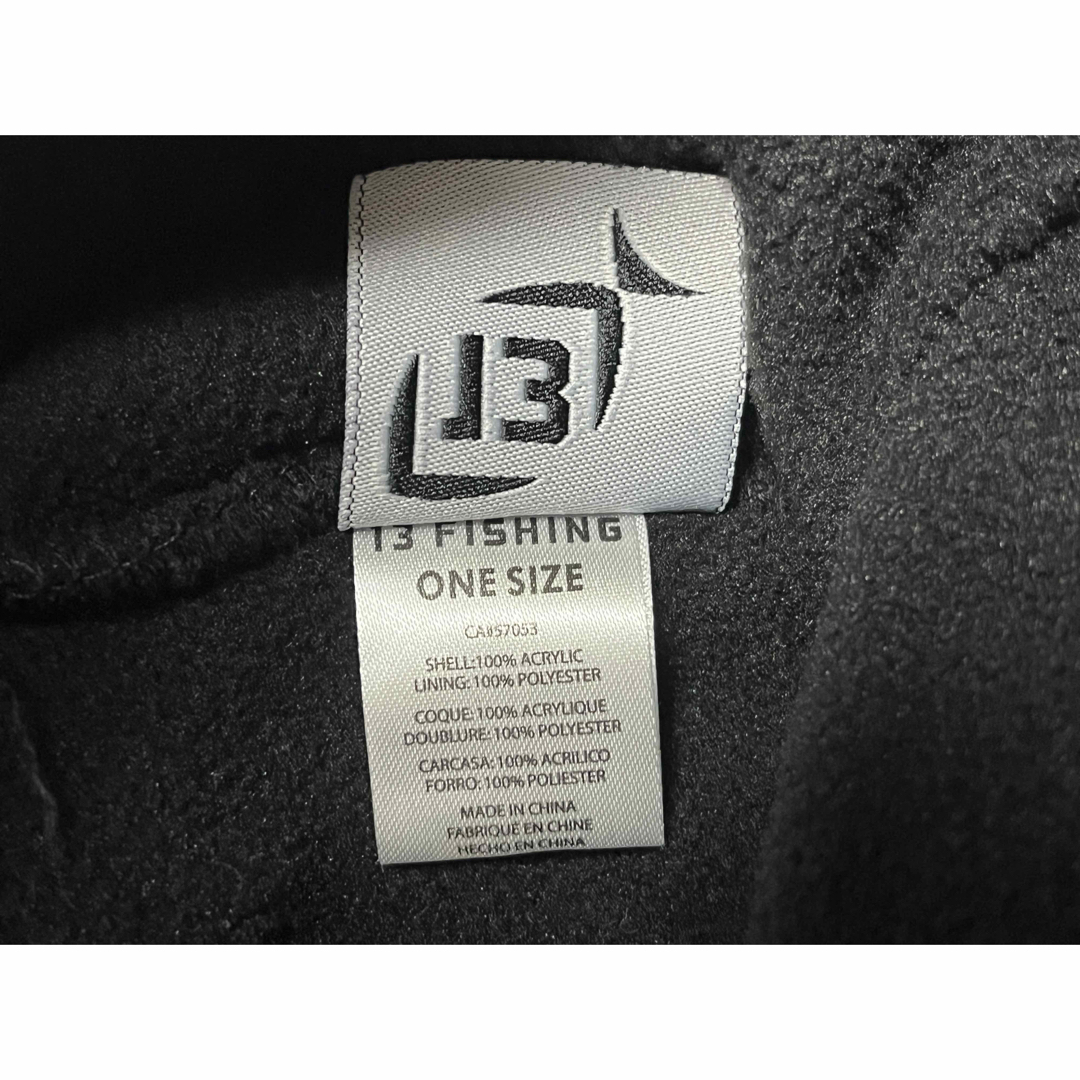 13
13 FISHING
ONE SIZE
CA#57053
SHELL:100% ACRYLIC
LINING: 100% POLYESTER
COQUE: 100% ACRYLIQUE
DOUBLURE: 100% POLYESTER
CARCASA: 100% ACRILICO
FORRO: 100% POLIESTER
MADE IN CHINA
FABRIQUÉ EN CHINE
HECHO EN CHINA